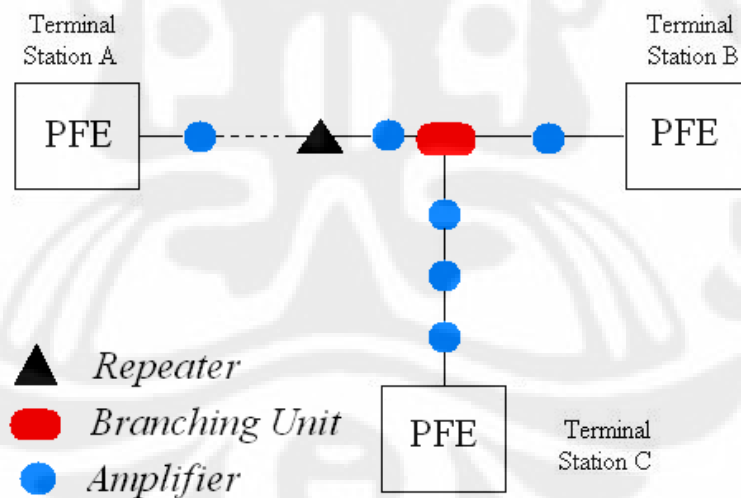 Terminal
Station A
Terminal
Station B
PFE
PFE
Repeater
Branching Unit
Amplifier
PFE
Terminal
Station C